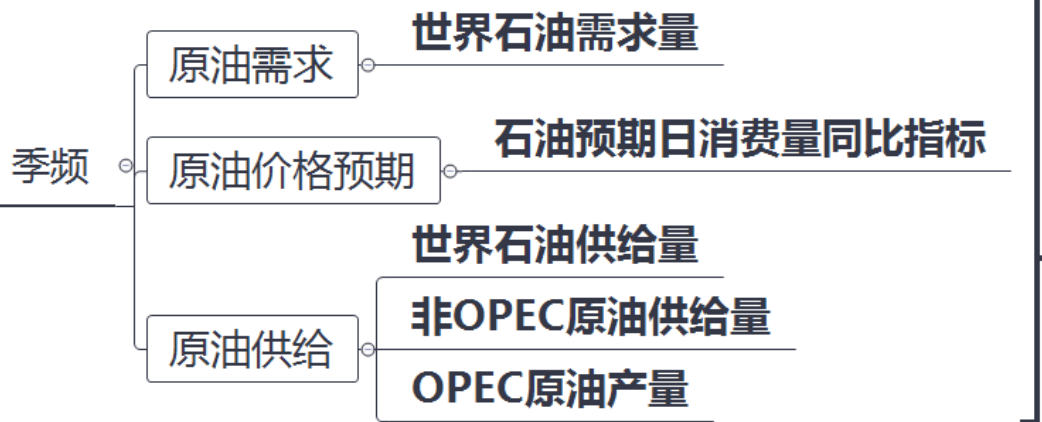 季频
原油需求
世界石油需求量
原油价格预期
石油预期日消费量同比指标
原油供给
世界石油供给量
非OPEC原油供给量
OPEC原油产量